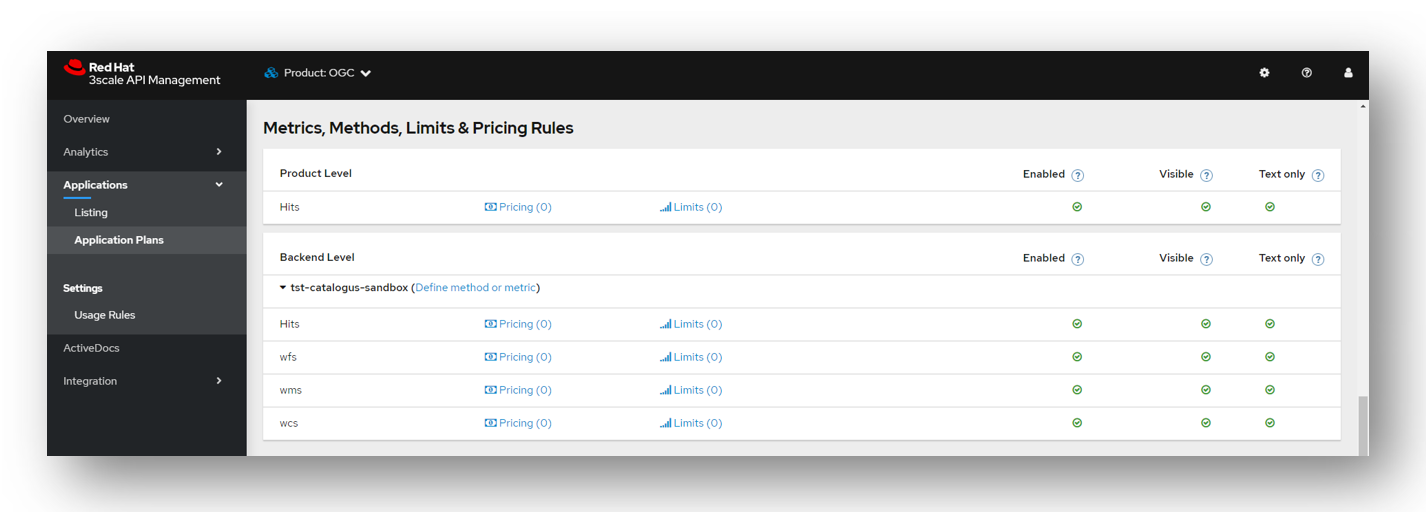 Red Hat
3scale API Management
Product: OGC
Overview
Analytics
Applications
Listing
Application Plans
Settings
Usage Rules
ActiveDocs
Integration
Metrics, Methods, Limits & Pricing Rules
Product Level Enabled ? Visible ? Text only ?
Hits Pricing (0) Limits (0)
Backend Level Enabled ? Visible ? Text only ?
tst-catalogus-sandbox (Define method or metric)
Hits Pricing (0) Limits (0)
wfs Pricing (0) Limits (0)
wms Pricing (0) Limits (0)
wcs Pricing (0) Limits (0)